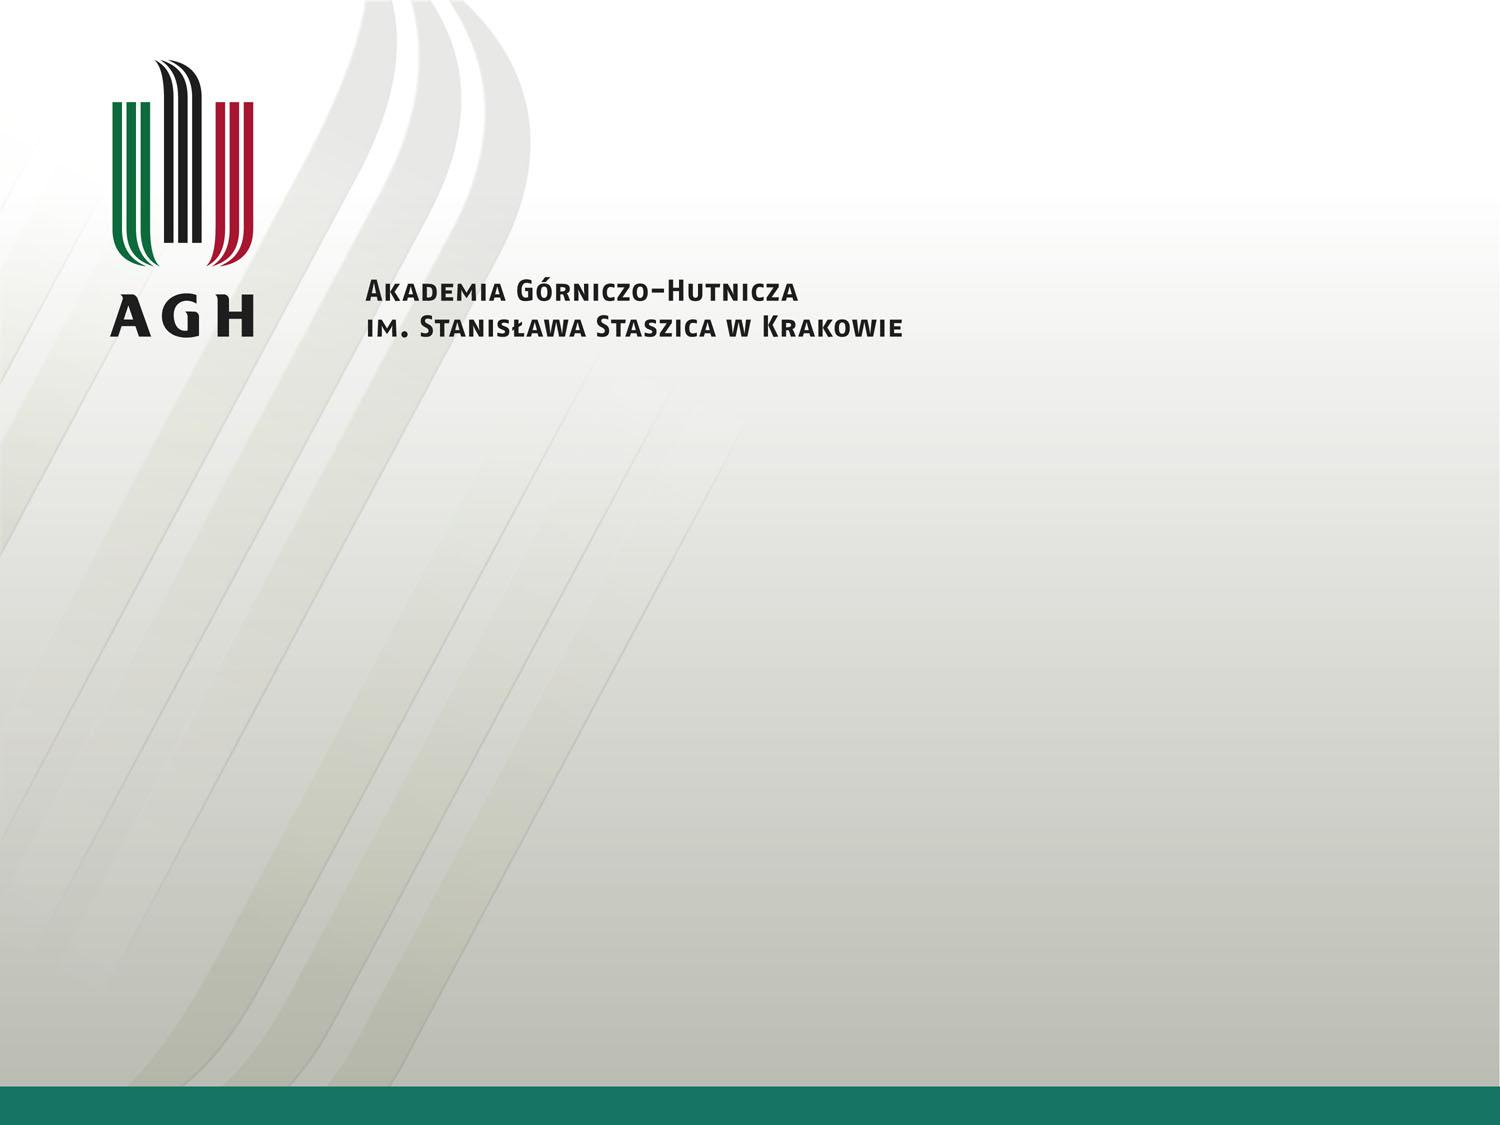 AGH
Akademia Górniczo-Hutnicza
im. Stanisława Staszica w Krakowie